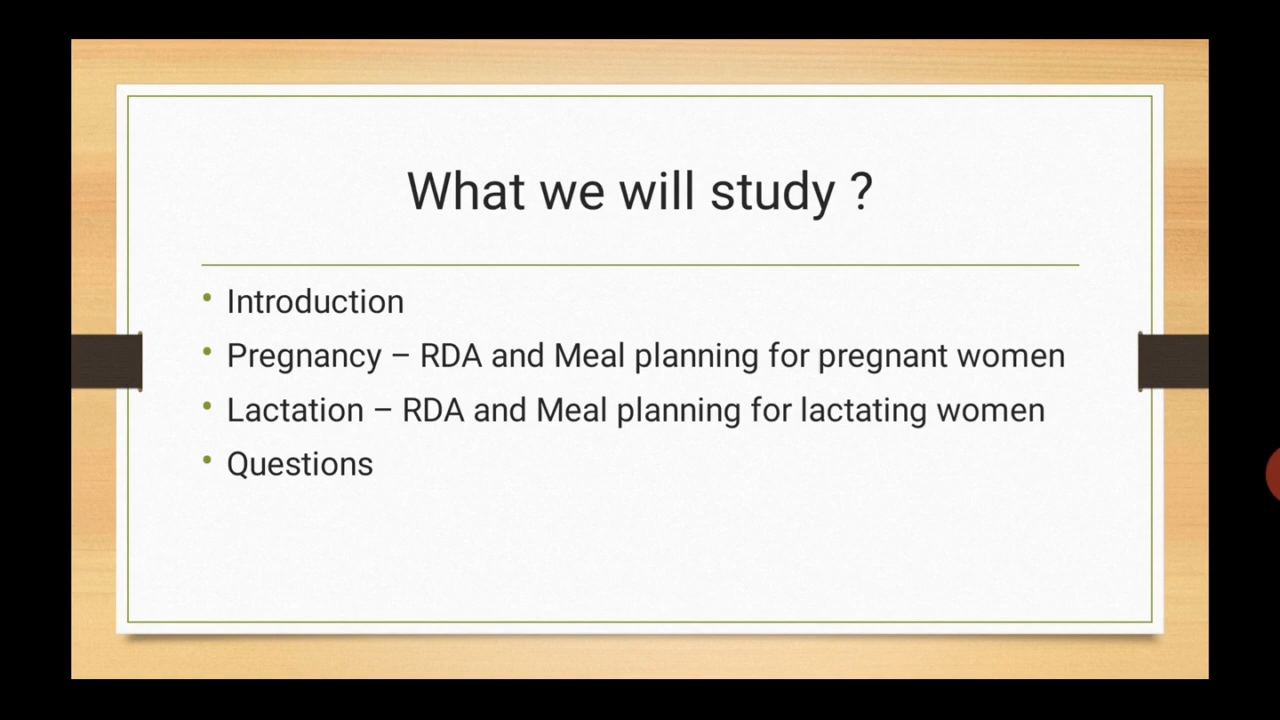 What we will study ?
• Introduction
• Pregnancy – RDA and Meal planning for pregnant women
• Lactation – RDA and Meal planning for lactating women
• Questions